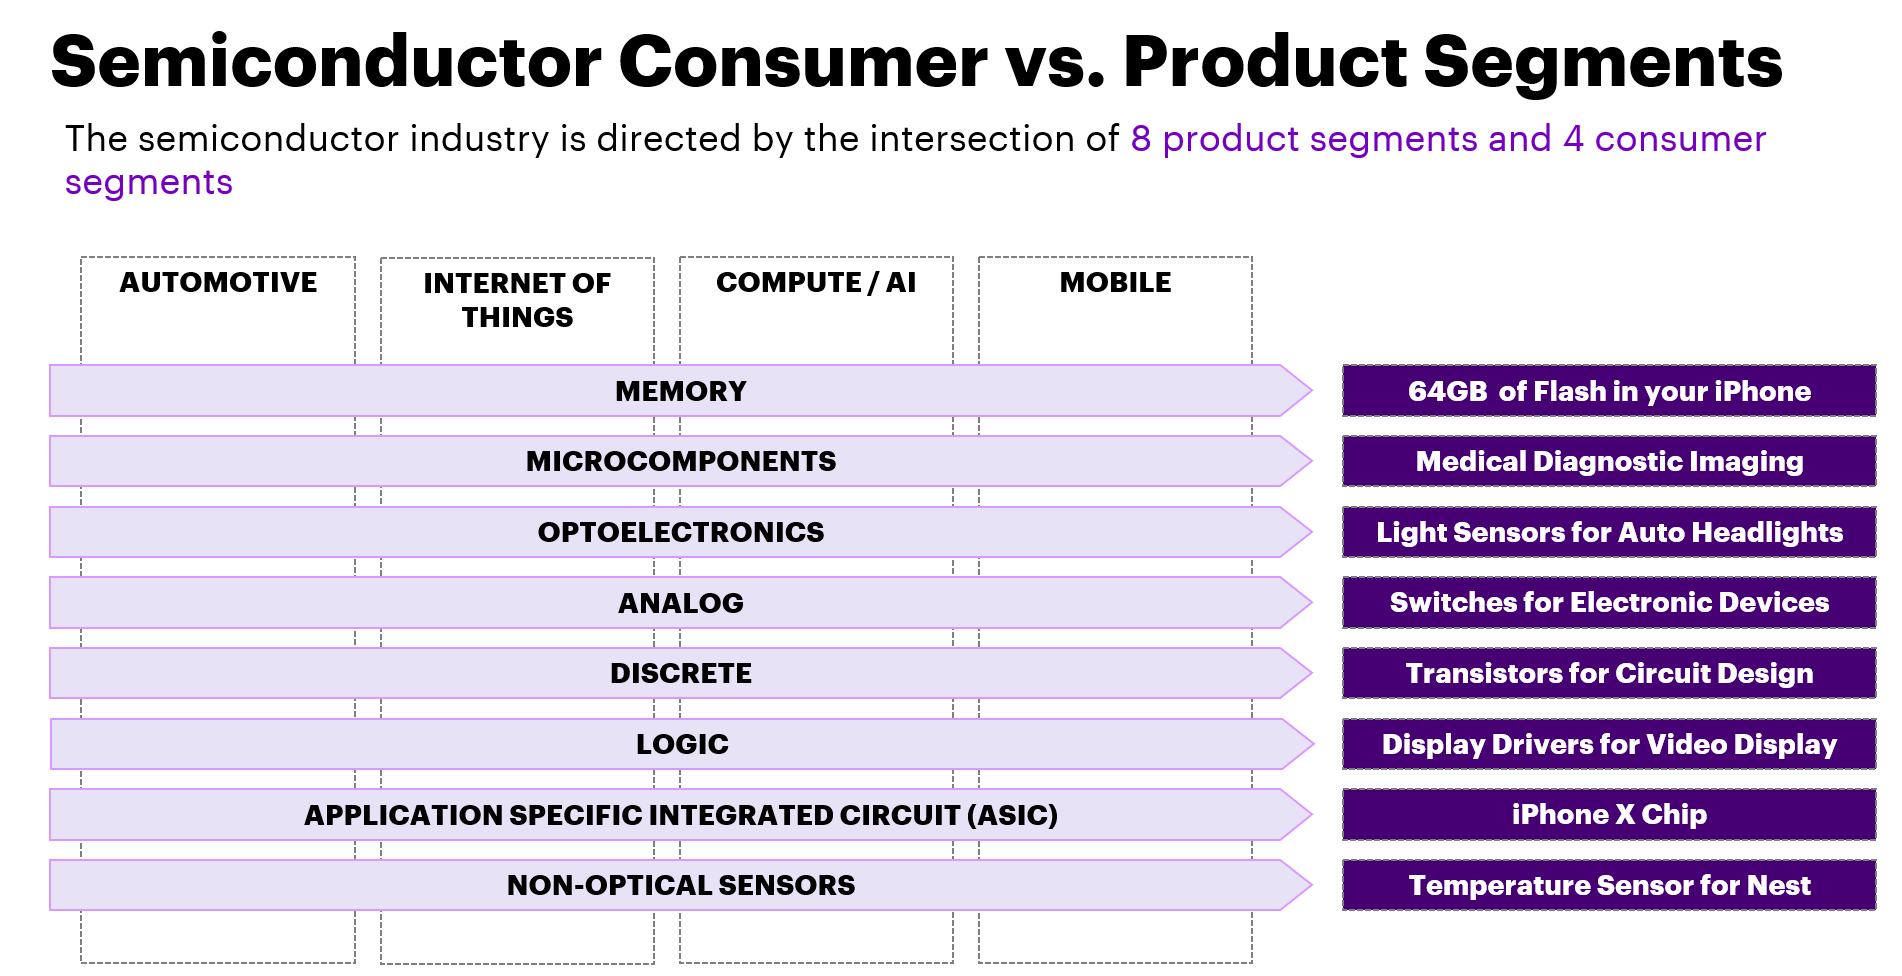 Semiconductor Consumer vs. Product Segments
The semiconductor industry is directed by the intersection of 8 product segments and 4 consumer
segments
AUTOMOTIVE
INTERNET OF
THINGS
COMPUTE / AI
MOBILE
MEMORY
64GB  of Flash in your iPhone
MICROCOMPONENTS
Medical Diagnostic Imaging
OPTOELECTRONICS
Light Sensors for Auto Headlights
ANALOG
Switches for Electronic Devices
DISCRETE
Transistors for Circuit Design
LOGIC
Display Drivers for Video Display
APPLICATION SPECIFIC INTEGRATED CIRCUIT (ASIC)
iPhone X Chip
NON-OPTICAL SENSORS
Temperature Sensor for Nest